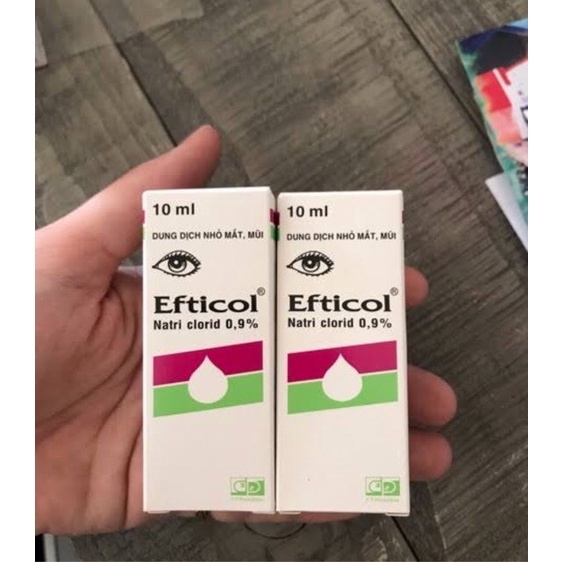 10 ml
DUNG DỊCH NHỎ MẮT, MŨI
Efticol®
Natri clorid 0,9%
10 ml
DUNG DỊCH NHỎ MẮT, MŨI
Efticol®
Natri clorid 0,9%